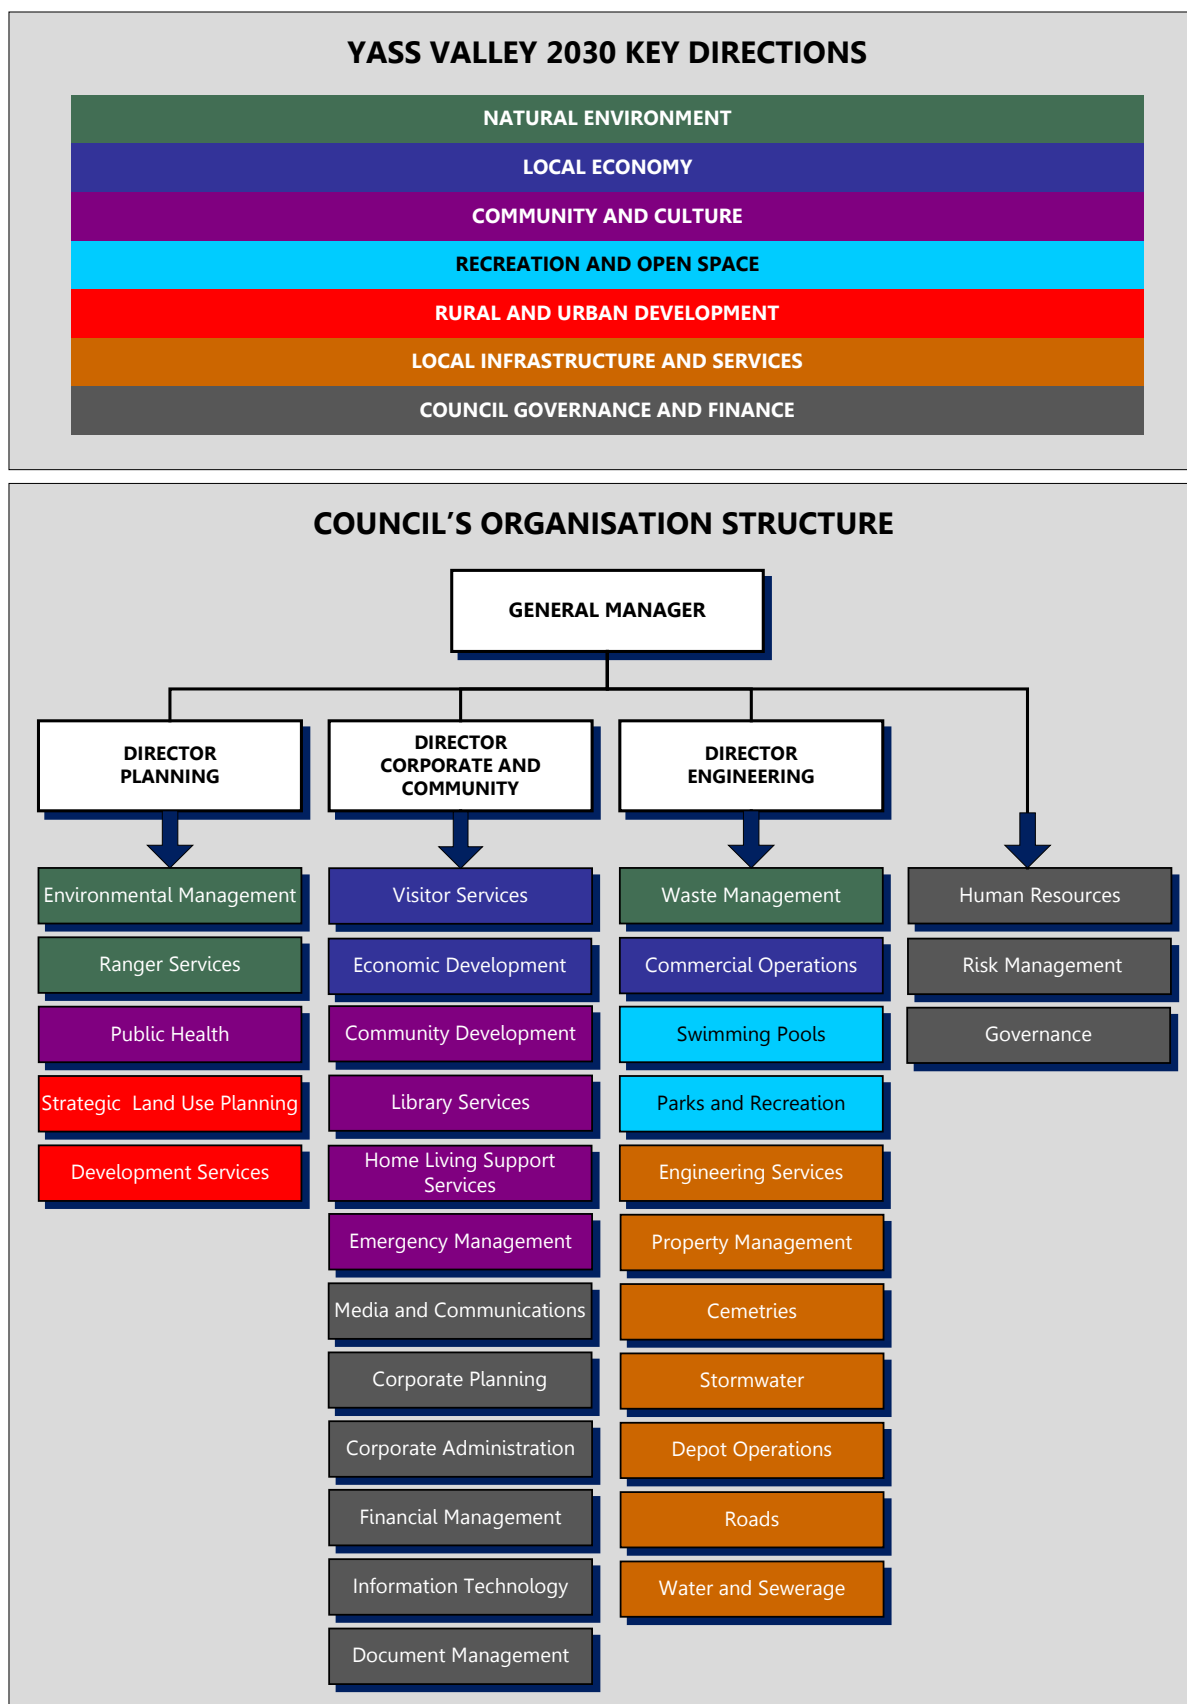 YASS VALLEY 2030 KEY DIRECTIONS
NATURAL ENVIRONMENT
LOCAL ECONOMY
COMMUNITY AND CULTURE
RECREATION AND OPEN SPACE
RURAL AND URBAN DEVELOPMENT
LOCAL INFRASTRUCTURE AND SERVICES
COUNCIL GOVERNANCE AND FINANCE
COUNCIL’S ORGANISATION STRUCTURE
GENERAL MANAGER
DIRECTOR
PLANNING
DIRECTOR
CORPORATE AND
COMMUNITY
DIRECTOR
ENGINEERING
Environmental Management
Ranger Services
Public Health
Strategic  Land Use Planning
Development Services
Visitor Services
Economic Development
Community Development
Library Services
Home Living Support
Services
Emergency Management
Media and Communications
Corporate Planning
Corporate Administration
Financial Management
Information Technology
Document Management
Waste Management
Commercial Operations
Swimming Pools
Parks and Recreation
Engineering Services
Property Management
Cemetries
Stormwater
Depot Operations
Roads
Water and Sewerage
Human Resources
Risk Management
Governance